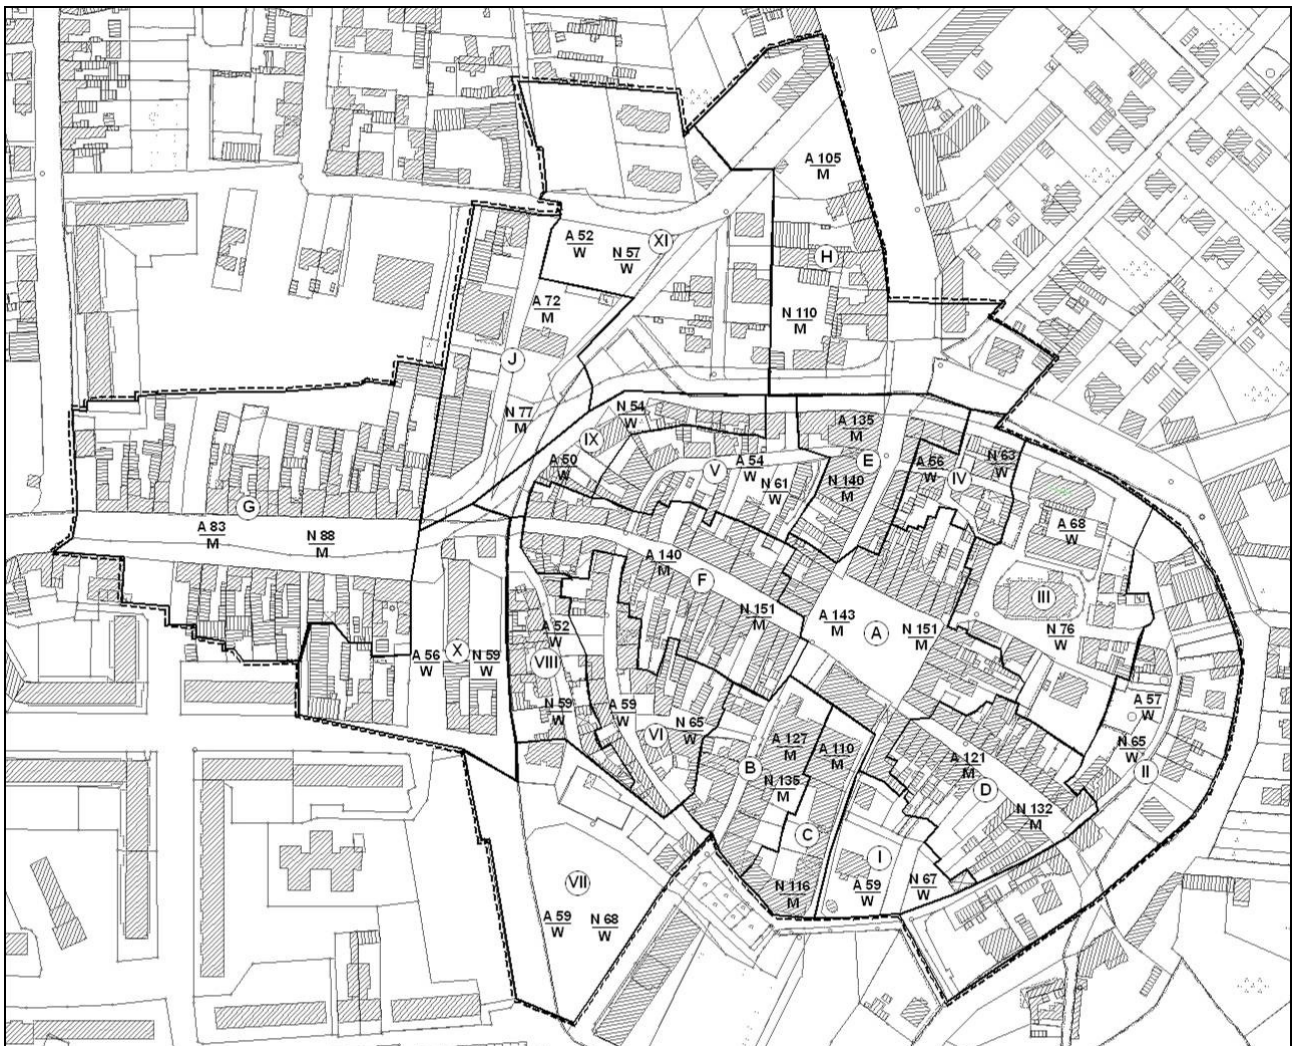 A 105
M
A 52
W
N 57
W
XI
H
A 72
M
N 110
M
J
N 77
M
N 54
W
A 135
M
IX
A 50
W
V
A 54
W
E
A 56
W
N 63
W
IV
N 61
W
N 140
M
G
A 83
M
N 88
M
A 68
W
A 140
M
F
III
N 151
M
A 143
M
A
N 151
M
N 76
W
A 52
W
A 56
W
X
N 59
W
VIII
N 59
W
A 59
W
N 65
W
VI
A 57
W
N 65
W
II
A 127
M
A 110
M
B
N 135
M
A 121
M
D
N 132
M
C
I
N 116
M
A 59
W
N 67
W
VII
A 59
W
N 68
W